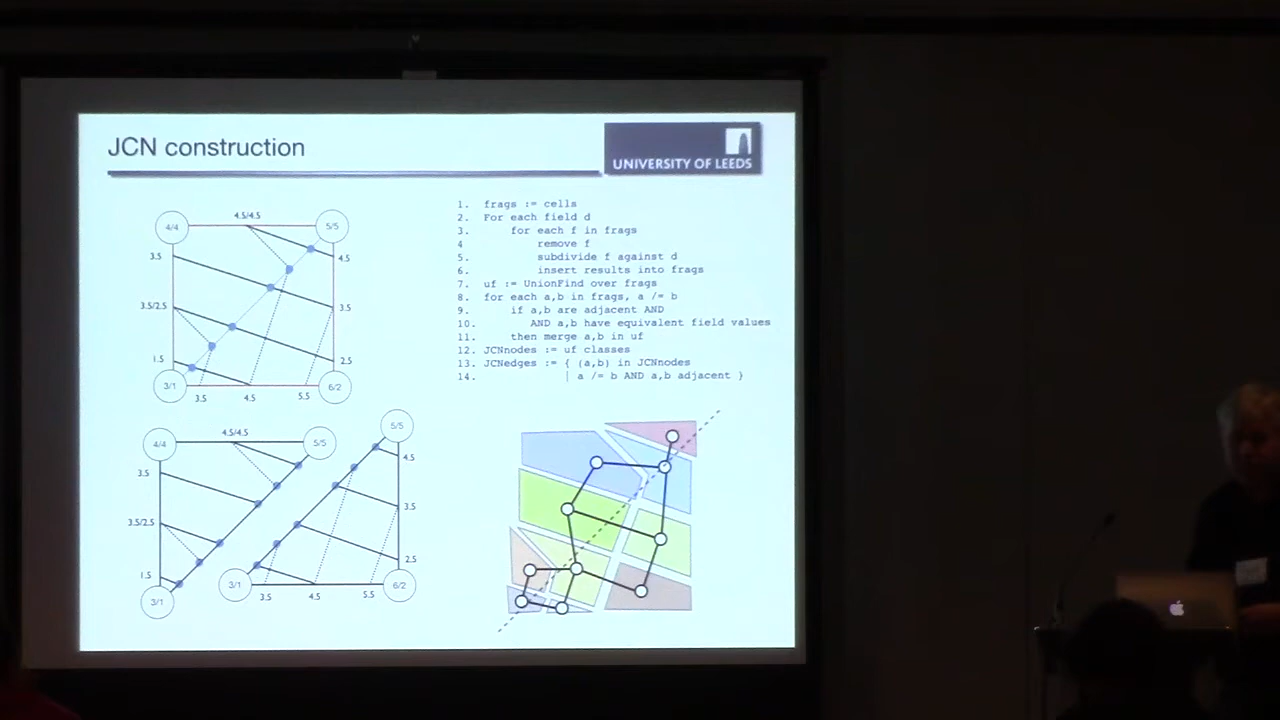 JCN construction
UNIVERSITY OF LEEDS
4.5/4.5
4/4
5/5
3.5
4.5
3.5/2.5
3.5
1.5
2.5
3/1
6/2
3.5
4.5
5.5
1. frags := cells
2. For each field d
3. for each f in frags
4 remove f
5. subdivide f against d
6. insert results into frags
7. uf := UnionFind over frags
8. for each a,b in frags, a /= b
9. if a,b are adjacent AND
10. AND a,b have equivalent field values
11. then merge a,b in uf
12. JCNnodes := uf classes
13. JCNedges := { (a,b) in JCNnodes
14. | a /= b AND a,b adjacent }
4.5/4.5
4/4
5/5
3.5
3.5/2.5
1.5
3/1
5/5
4.5
3.5
2.5
3/1
6/2
3.5
4.5
5.5